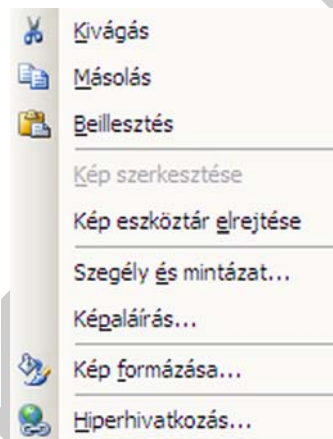 Kivágás
Másolás
Beillesztés
Kép szerkesztése
Kép eszköztár elrejtése
Szegély és mintázat...
Képaláírás...
Kép formázása...
Hiperhivatkozás...